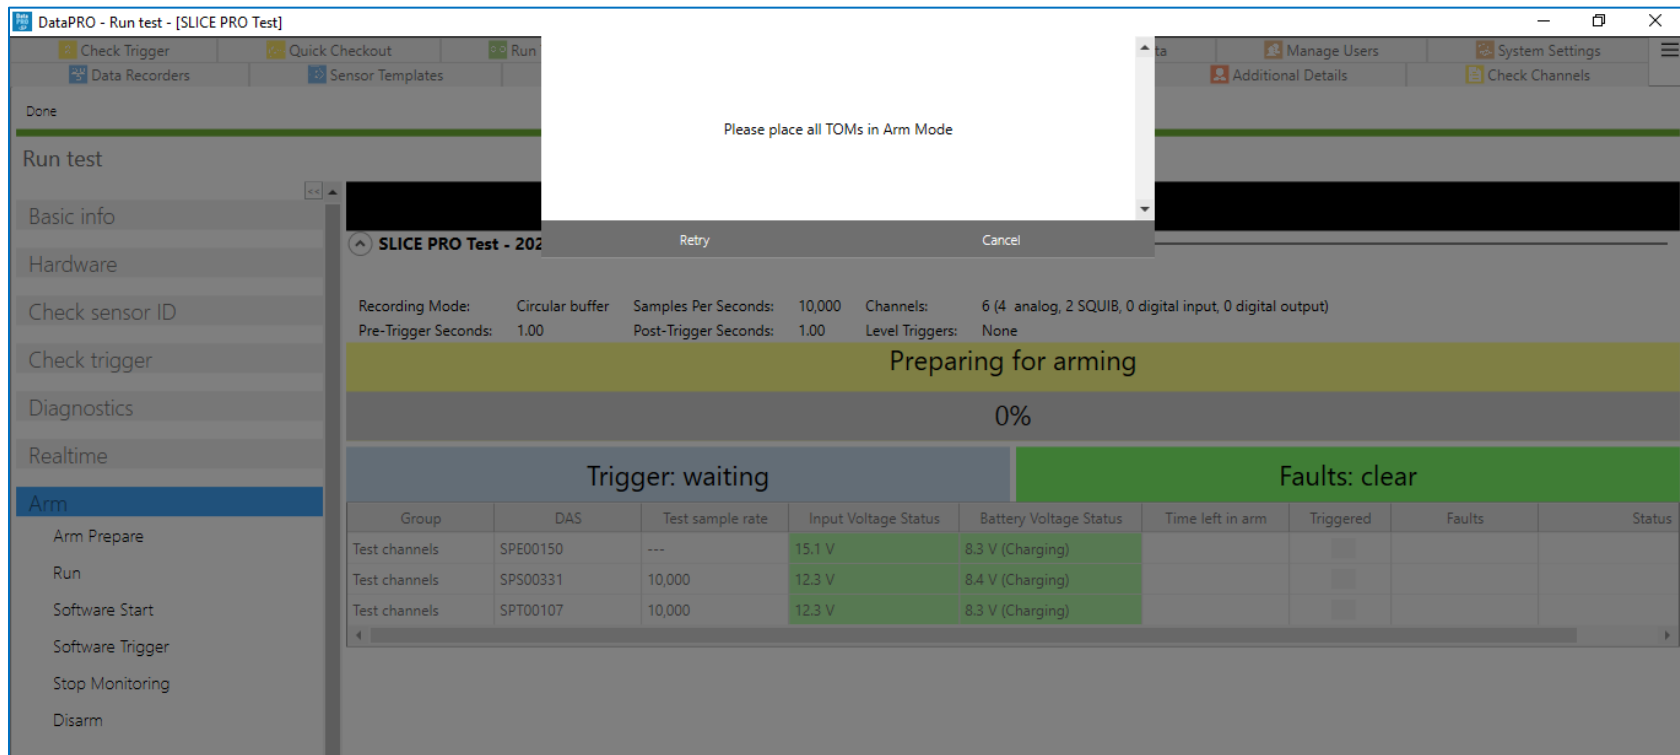 DataPRO - Run test - [SLICE PRO Test]
Check Trigger Quick Checkout Run ta Manage Users System Settings
Data Recorders Sensor Templates Additional Details Check Channels
Done
Please place all TOMs in Arm Mode
Retry Cancel
Run test
<<
Basic info
Hardware
Check sensor ID
Check trigger
Diagnostics
Realtime
Arm
Arm Prepare
Run
Software Start
Software Trigger
Stop Monitoring
Disarm
SLICE PRO Test - 202
Recording Mode: Circular buffer Samples Per Seconds: 10,000 Channels: 6 (4 analog, 2 SQUIB, 0 digital input, 0 digital output)
Pre-Trigger Seconds: 1.00 Post-Trigger Seconds: 1.00 Level Triggers: None
Preparing for arming
0%
Trigger: waiting Faults: clear
Group DAS Test sample rate Input Voltage Status Battery Voltage Status Time left in arm Triggered Faults Status
Test channels SPE00150 --- 15.1 V 8.3 V (Charging)
Test channels SPS00331 10,000 12.3 V 8.4 V (Charging)
Test channels SPT00107 10,000 12.3 V 8.3 V (Charging)